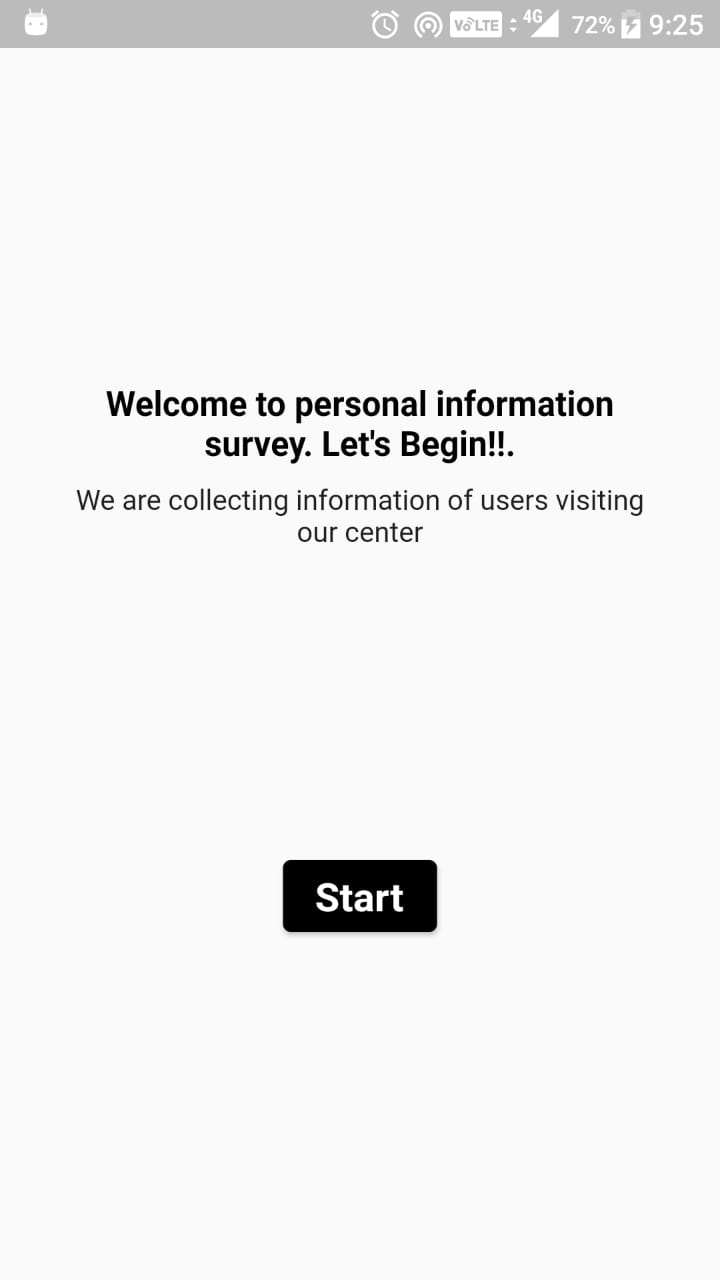 VoLTE 4G 72% 9:25
Welcome to personal information
survey. Let's Begin!!.
We are collecting information of users visiting
our center
Start